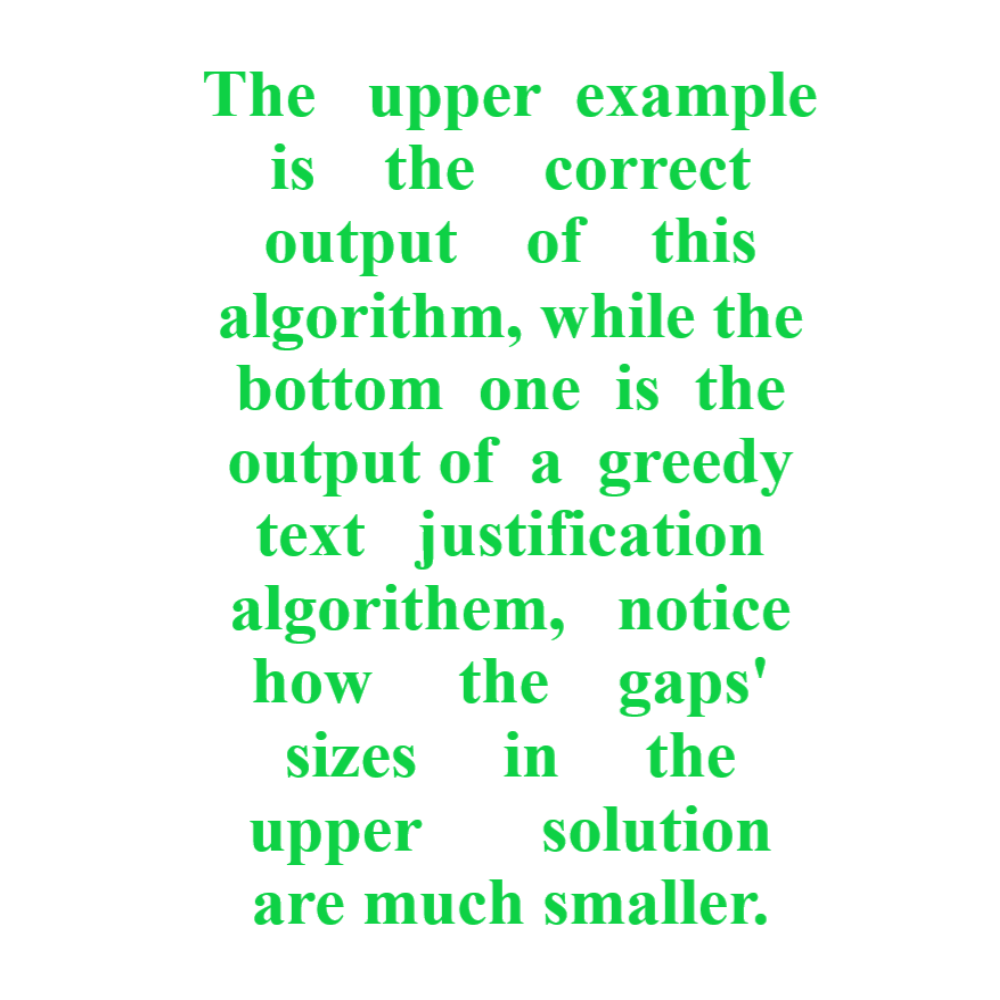 The upper example
is the correct
output of this
algorithm, while the
bottom one is the
output of a greedy
text justification
algorithem, notice
how the gaps'
sizes in the
upper solution
are much smaller.